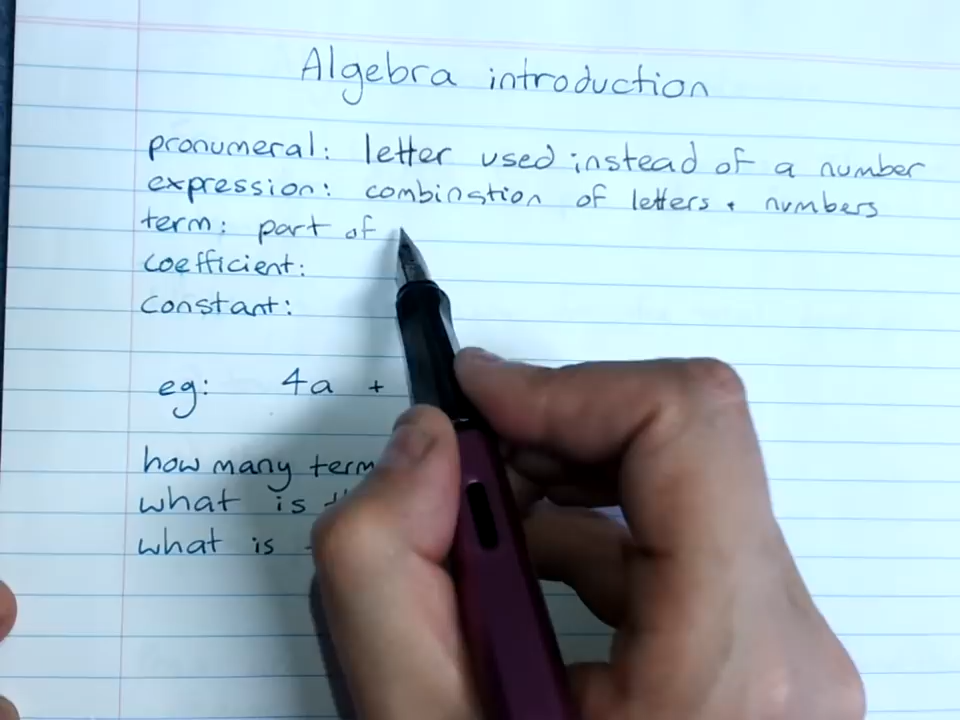 Algebra introduction
pronumeral: letter used instead of a number
expression: combination of letters + numbers
term: part of
coefficient:
constant:
eg: 4a +
how many term
what is
what is